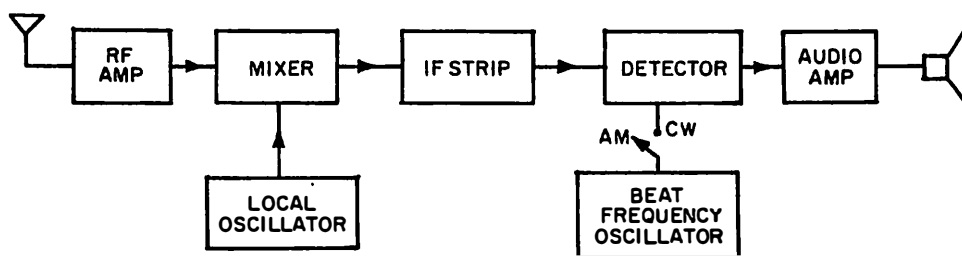 RF
AMP
MIXER
IF STRIP
DETECTOR
AUDIO
AMP
AM
CW
LOCAL
OSCILLATOR
BEAT
FREQUENCY
OSCILLATOR